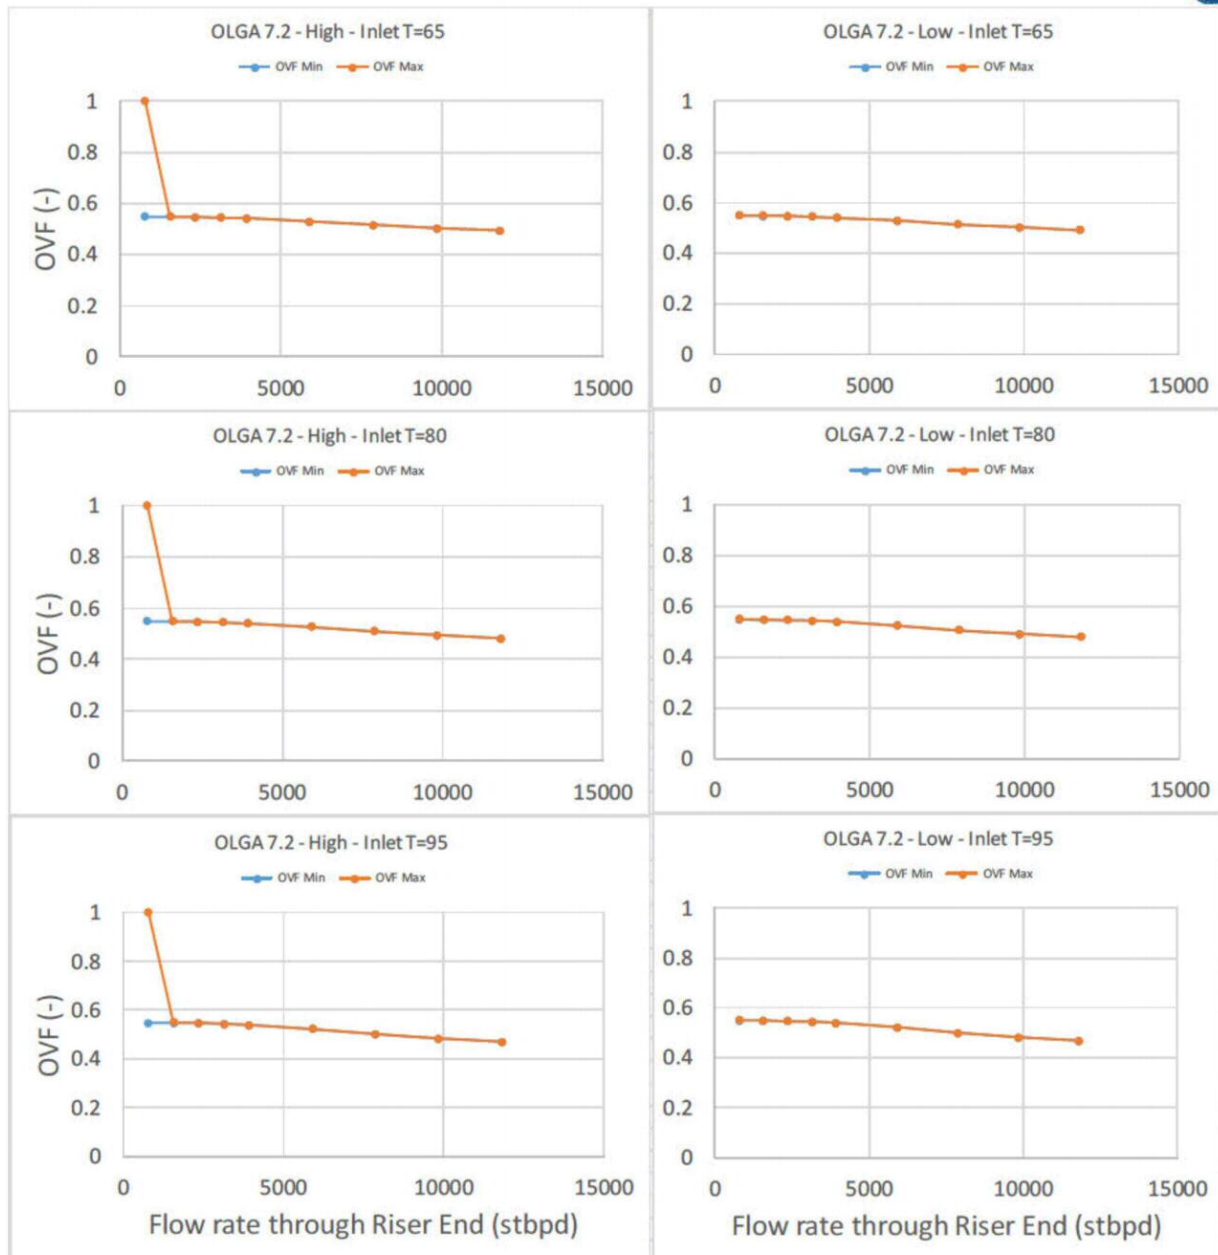 OLGA 7.2 - High - Inlet T=65
OVF Min OVF Max
OVF (-)
1
0.8
0.6
0.4
0.2
0
0 5000 10000 15000
OLGA 7.2 - Low - Inlet T=65
OVF Min OVF Max
1
0.8
0.6
0.4
0.2
0
0 5000 10000 15000
OLGA 7.2 - High - Inlet T=80
OVF Min OVF Max
OVF (-)
1
0.8
0.6
0.4
0.2
0
0 5000 10000 15000
OLGA 7.2 - Low - Inlet T=80
OVF Min OVF Max
1
0.8
0.6
0.4
0.2
0
0 5000 10000 15000
OLGA 7.2 - High - Inlet T=95
OVF Min OVF Max
OVF (-)
1
0.8
0.6
0.4
0.2
0
0 5000 10000 15000
Flow rate through Riser End (stbpd)
OLGA 7.2 - Low - Inlet T=95
OVF Min OVF Max
1
0.8
0.6
0.4
0.2
0
0 5000 10000 15000
Flow rate through Riser End (stbpd)